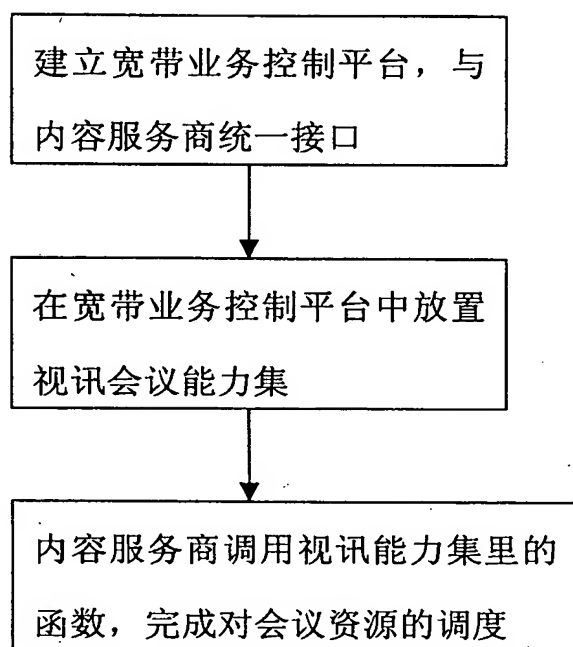 建立宽带业务控制平台，与
内容服务商统一接口
在宽带业务控制平台中放置
视讯会议能力集
内容服务商调用视讯能力集里的
函数，完成对会议资源的调度